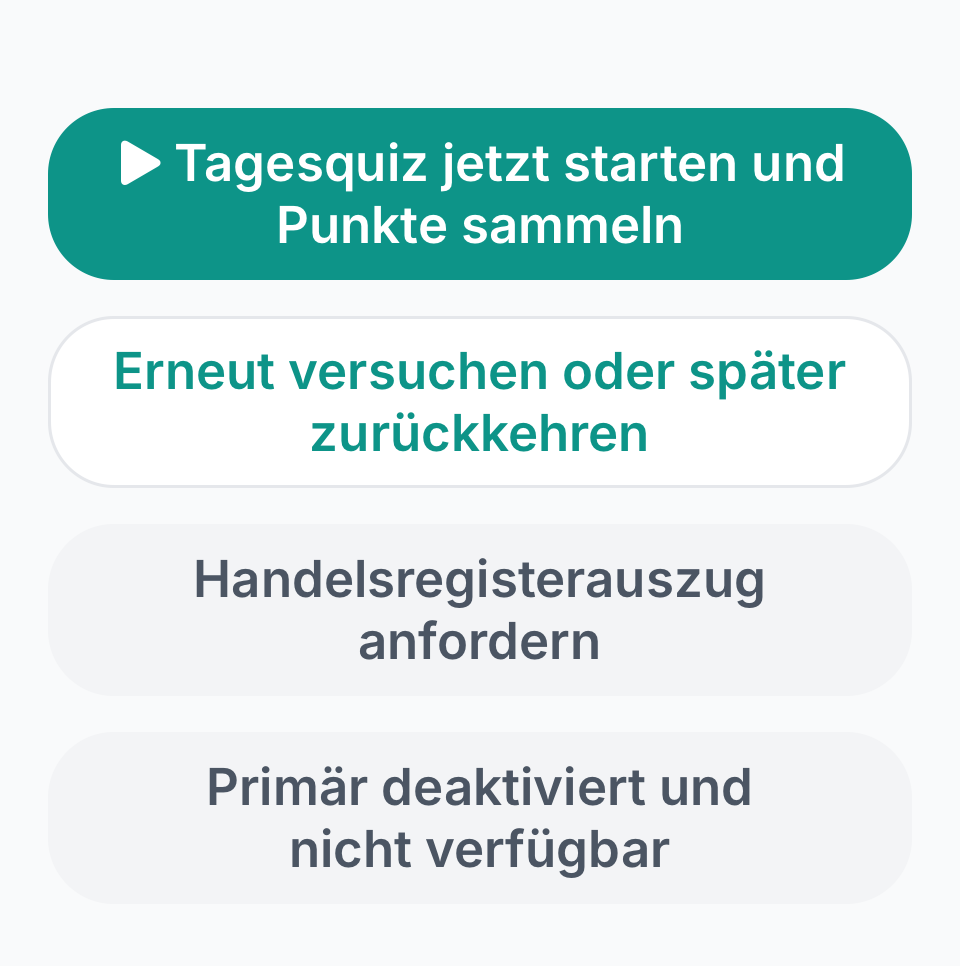 Tagesquiz jetzt starten und
Punkte sammeln
Erneut versuchen oder später
zurückkehren
Handelsregisterauszug
anfordern
Primär deaktiviert und
nicht verfügbar